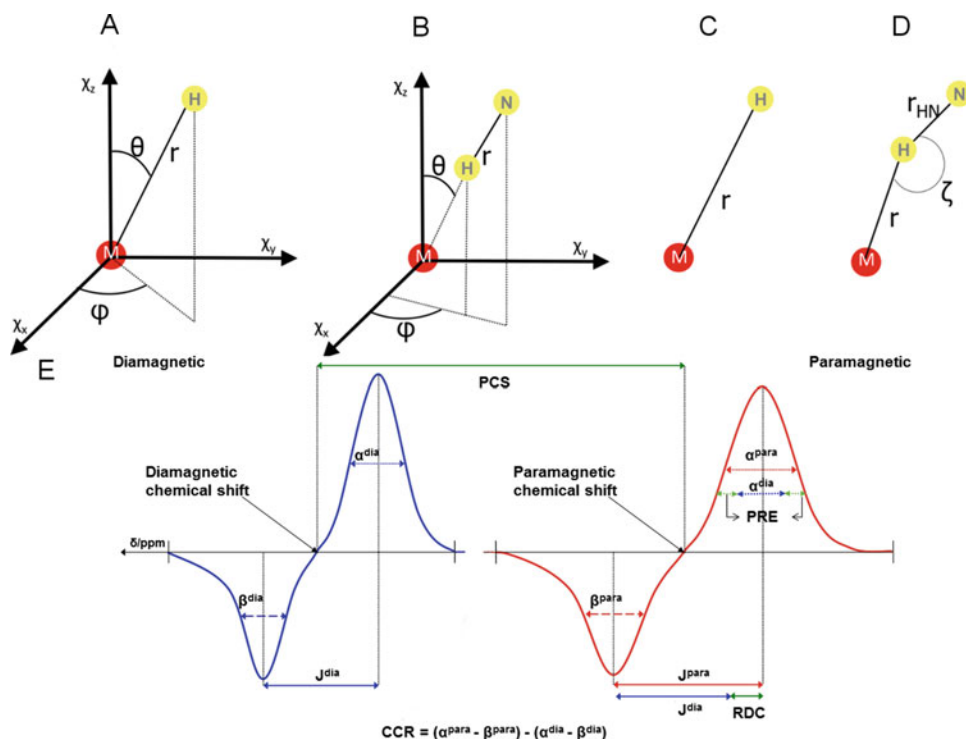 A
B
C
D
χz
H
θ
r
M
χy
χx
φ
χz
N
H
r
θ
M
χy
χx
φ
H
r
M
rHN
N
H
ζ
r
M
E
Diamagnetic
Paramagnetic
PCS
αdia
Diamagnetic
chemical shift
Paramagnetic
chemical shift
αpara
αdia
PRE
δ/ppm
βdia
βpara
Jdia
Jpara
Jdia
RDC
CCR = (αpara - βpara) - (αdia - βdia)